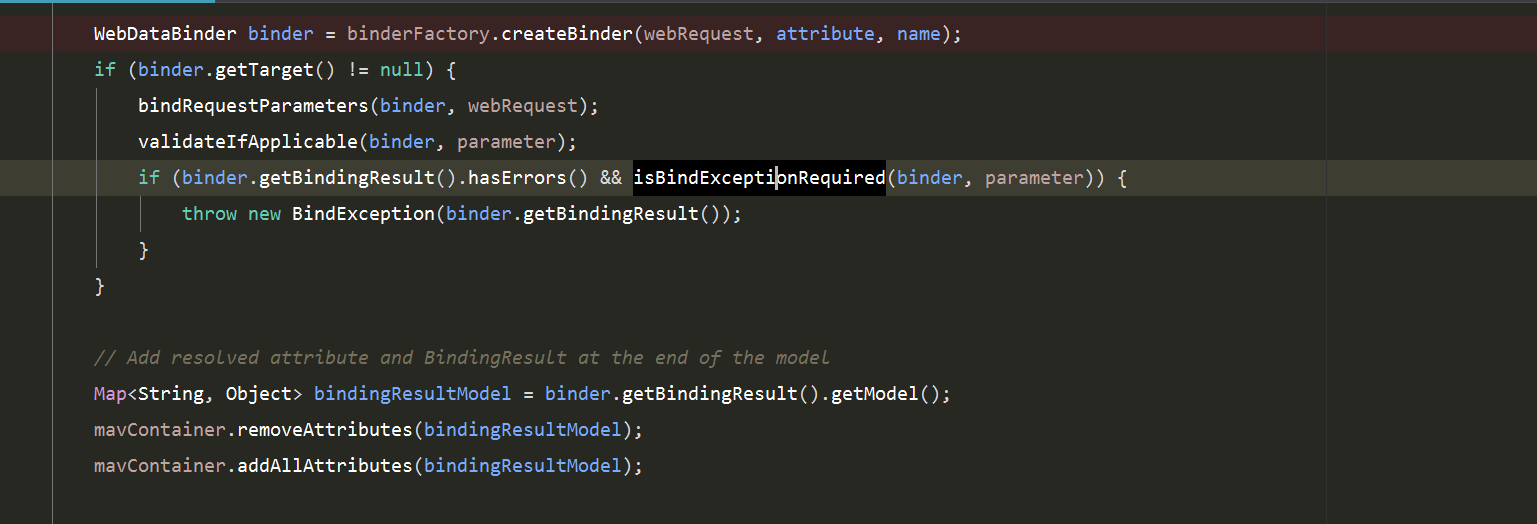 WebDataBinder binder = binderFactory.createBinder(webRequest, attribute, name);
if (binder.getTarget() != null) {
bindRequestParameters(binder, webRequest);
validateIfApplicable(binder, parameter);
if (binder.getBindingResult().hasErrors() && isBindExceptionRequired(binder, parameter)) {
throw new BindException(binder.getBindingResult());
}
}
// Add resolved attribute and BindingResult at the end of the model
Map<String, Object> bindingResultModel = binder.getBindingResult().getModel();
mavContainer.removeAttributes(bindingResultModel);
mavContainer.addAllAttributes(bindingResultModel);